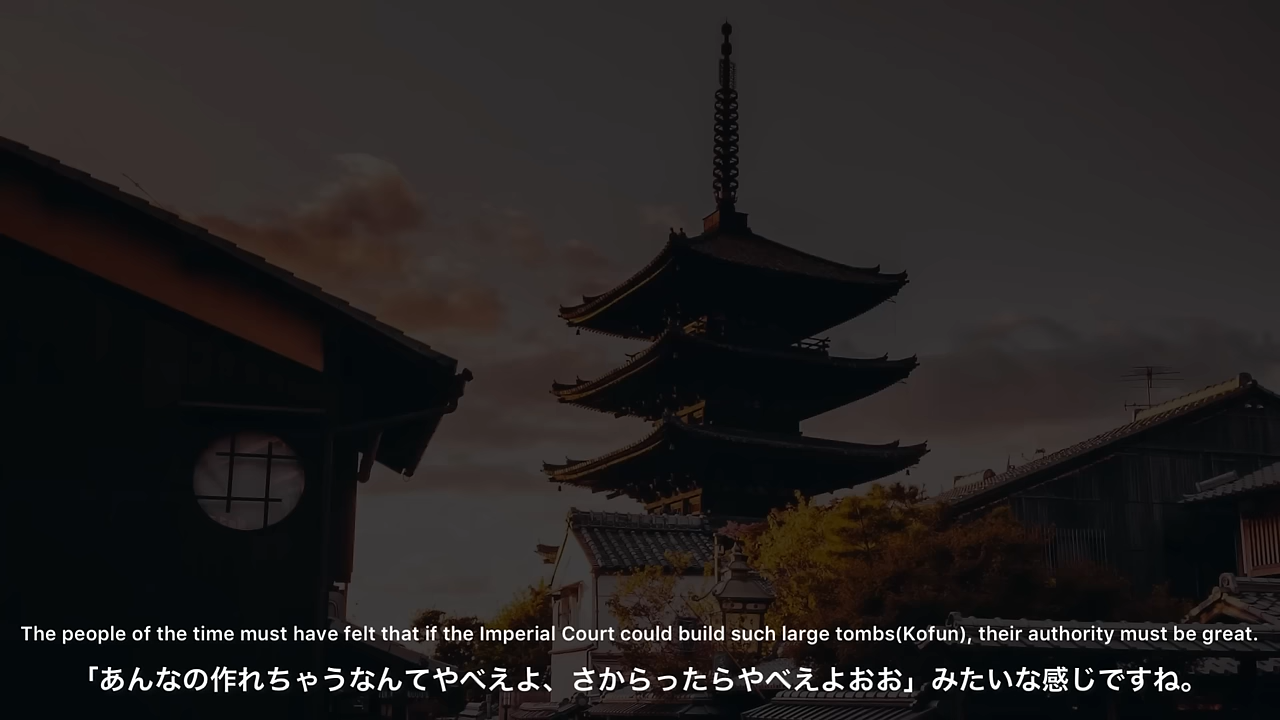 The people of the time must have felt that if the Imperial Court could build such large tombs(Kofun), their authority must be great.
「あんなの作れちゃうなんてやべえよ、さからったらやべえよおお」みたいな感じですね。